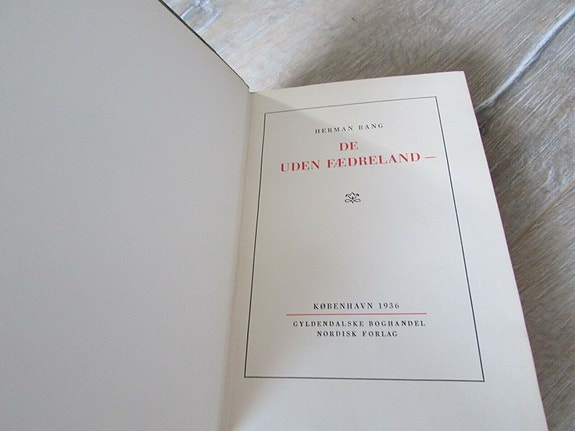 HERMAN BANG
DE
UDEN FÆDRELAND —
KØBENHAVN 1936
GYLDENDALSKE BOGHANDEL
NORDISK FORLAG